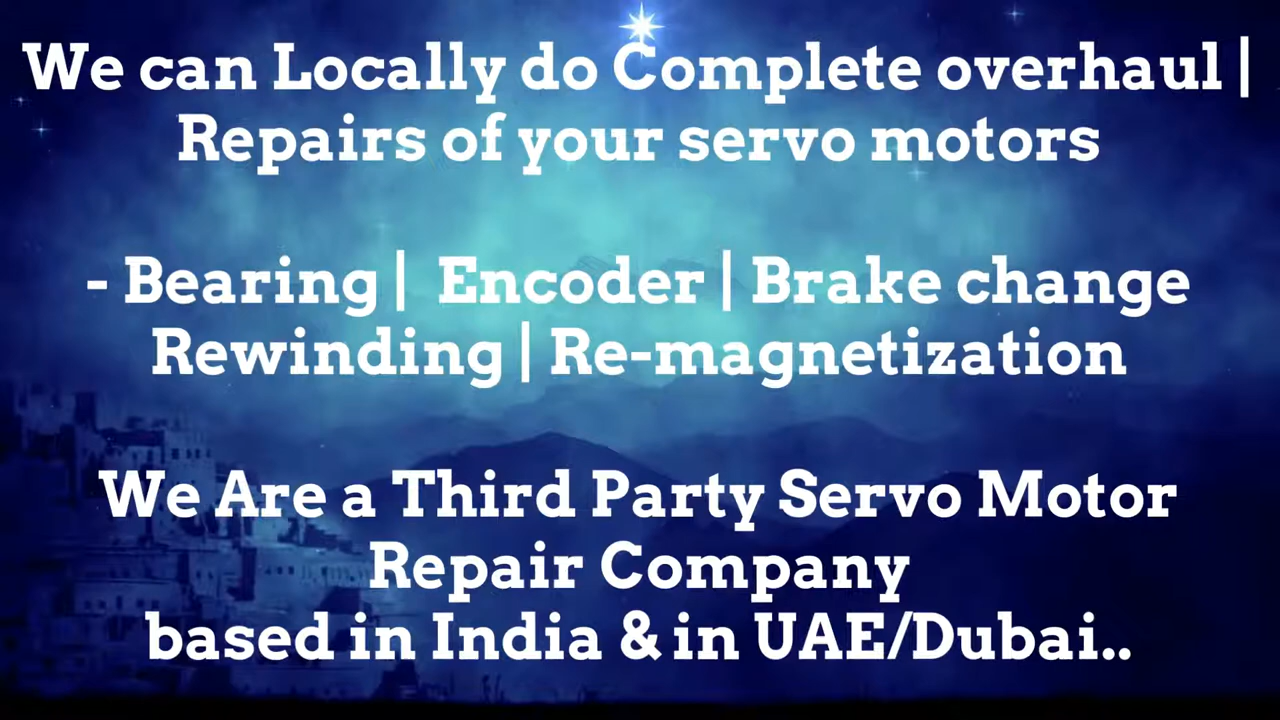 We can Locally do Complete overhaul |
Repairs of your servo motors
- Bearing | Encoder | Brake change
Rewinding | Re-magnetization
We Are a Third Party Servo Motor
Repair Company
based in India & in UAE/Dubai..